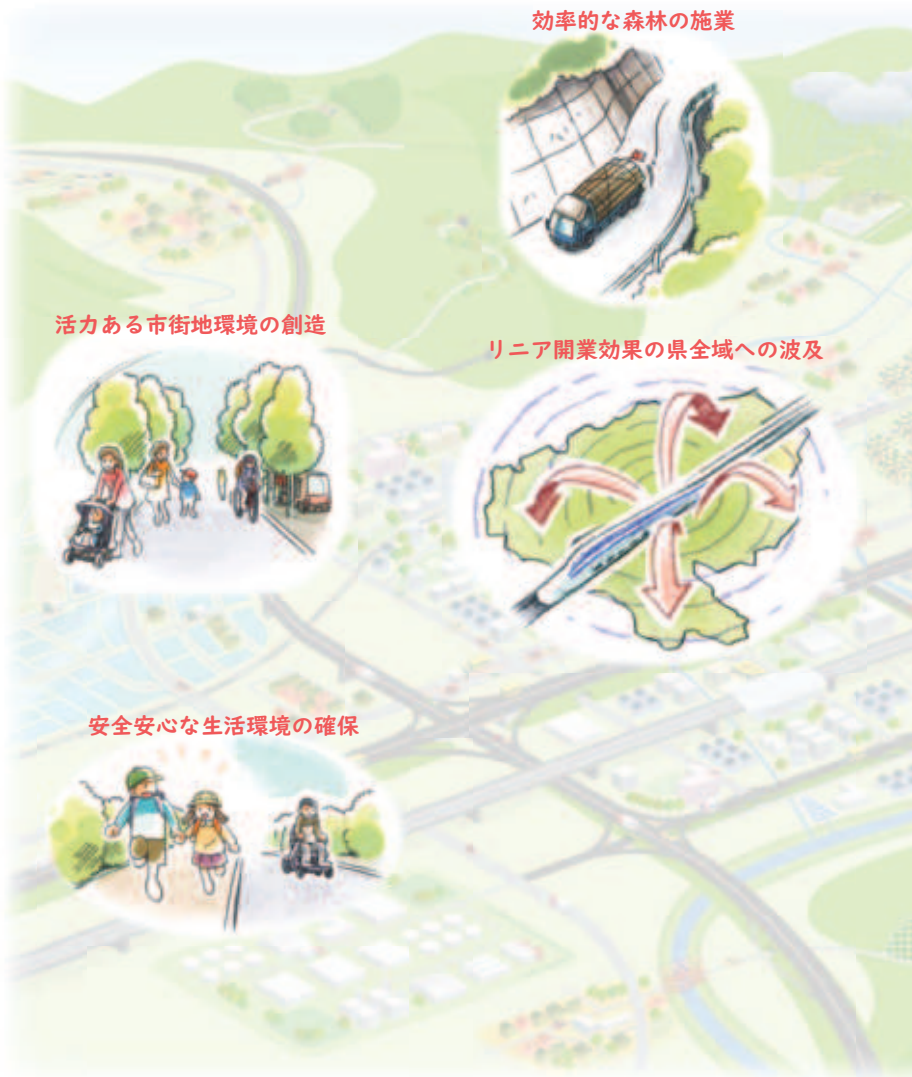 効率的な森林の施業
活力ある市街地環境の創造
リニア開業効果の県全域への波及
安全安心な生活環境の確保